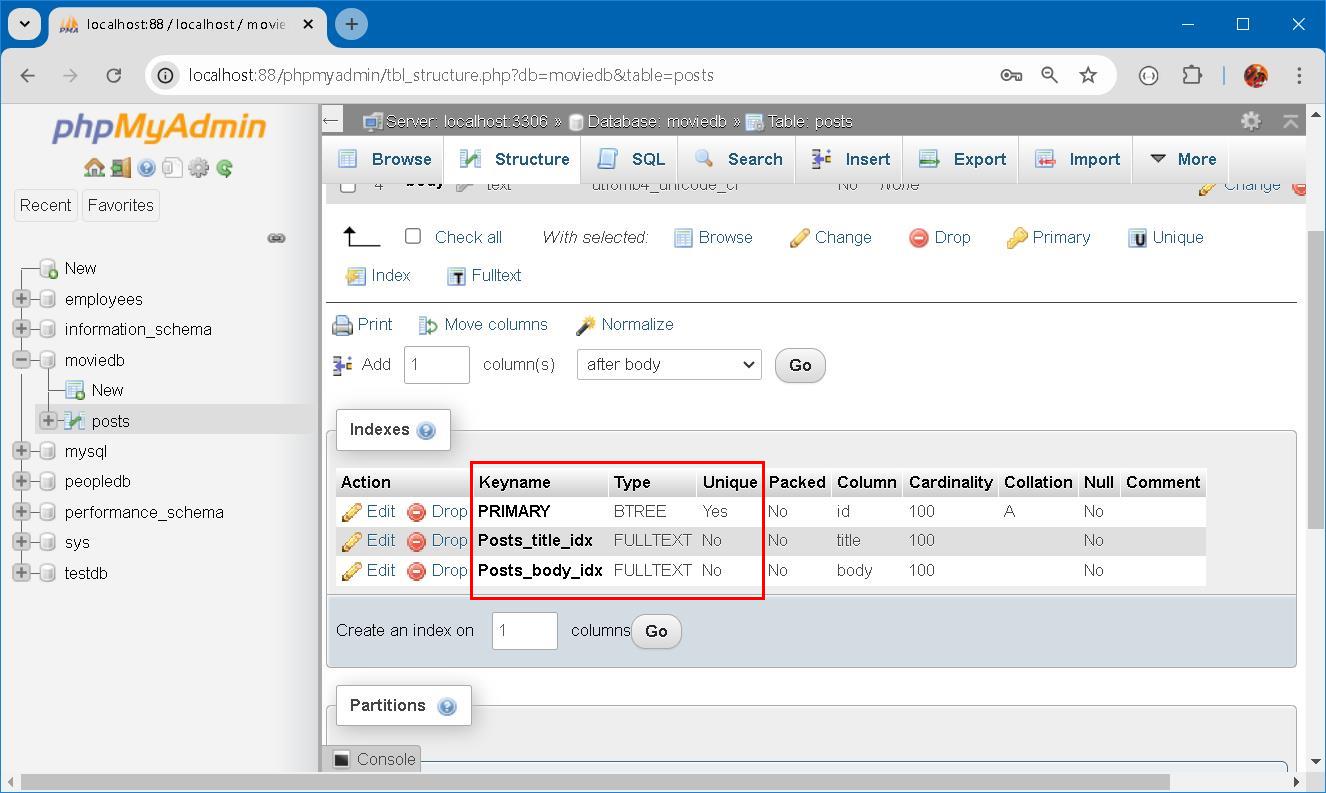 localhost:88 / localhost / movie
localhost:88/phpmyadmin/tbl_structure.php?db=moviedb&table=posts
phpMyAdmin
Recent Favorites
New
employees
information_schema
moviedb
New
posts
mysql
peopledb
performance_schema
sys
testdb
Server: localhost:3306 » Database: moviedb » Table: posts
Browse Structure SQL Search Insert Export Import More
4 body text utf8mb4_unicode_ci No None Change
Check all With selected: Browse Change Drop Primary Unique
Index Fulltext
Print Move columns Normalize
Add 1 column(s) after body Go
Indexes
Action Keyname Type Unique Packed Column Cardinality Collation Null Comment
Edit Drop PRIMARY BTREE Yes No id 100 A No
Edit Drop Posts_title_idx FULLTEXT No No title 100 No
Edit Drop Posts_body_idx FULLTEXT No No body 100 No
Create an index on 1 columns Go
Partitions
Console